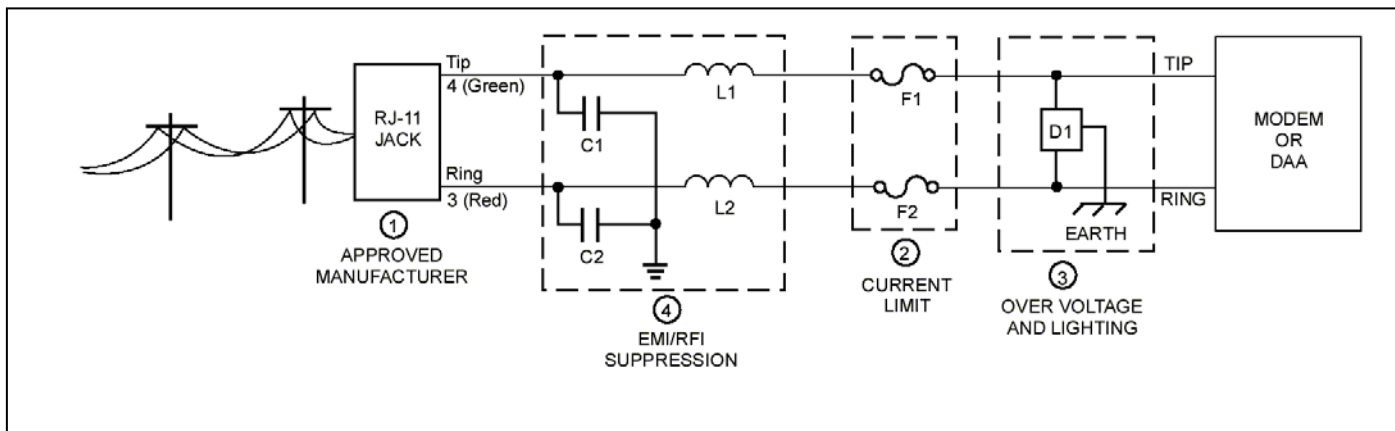 Tip
4 (Green)
RJ-11
JACK
Ring
3 (Red)
1
APPROVED
MANUFACTURER
C1
L1
C2
L2
4
EMI/RFI
SUPPRESSION
F1
F2
2
CURRENT
LIMIT
D1
EARTH
3
OVER VOLTAGE
AND LIGHTING
TIP
RING
MODEM
OR
DAA